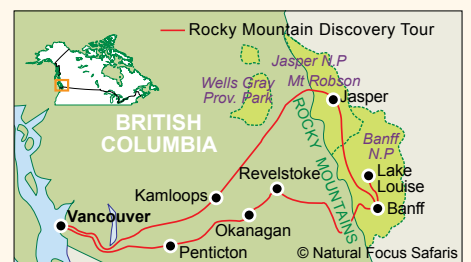 Rocky Mountain Discovery Tour
Jasper N.P
Mt Robson
Wells Gray
Prov. Park
Jasper
BRITISH
COLUMBIA
ROCKY MOUNTAINS
Banff
N.P
Lake
Louise
Revelstoke
Kamloops
Banff
Vancouver
Okanagan
Penticton
© Natural Focus Safaris